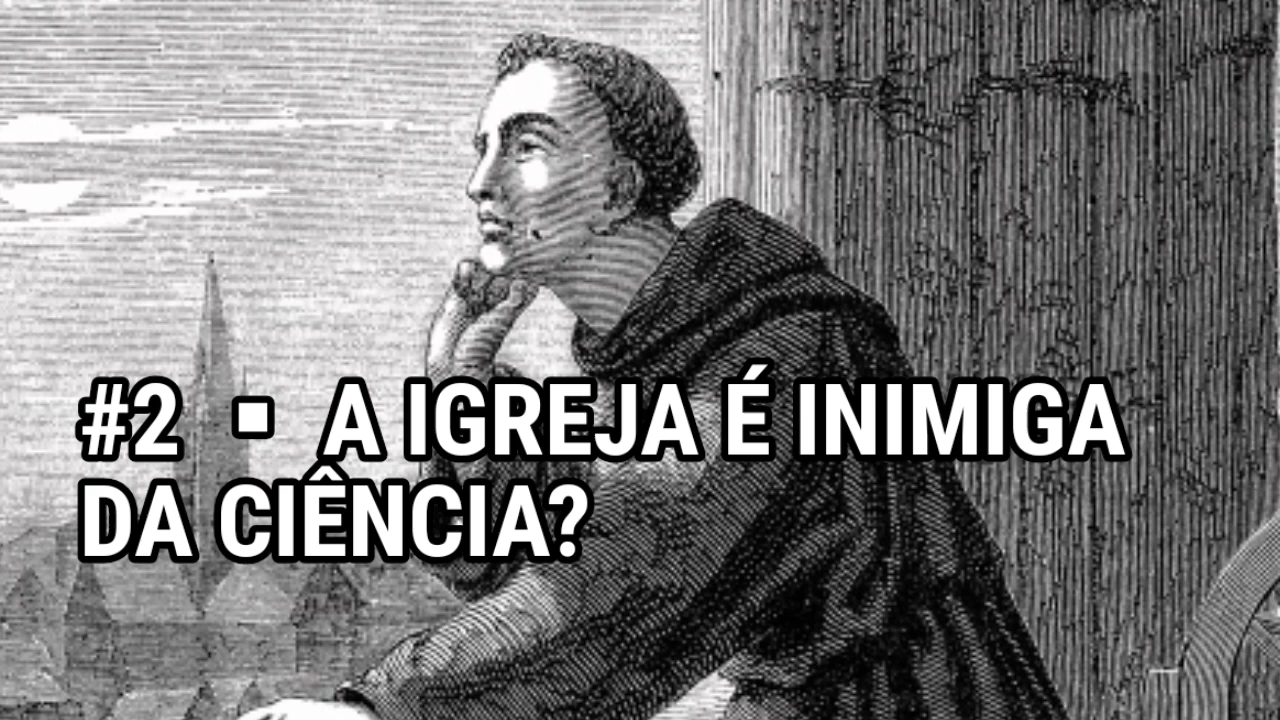 #2 ▪ A IGREJA É INIMIGA
DA CIÊNCIA?